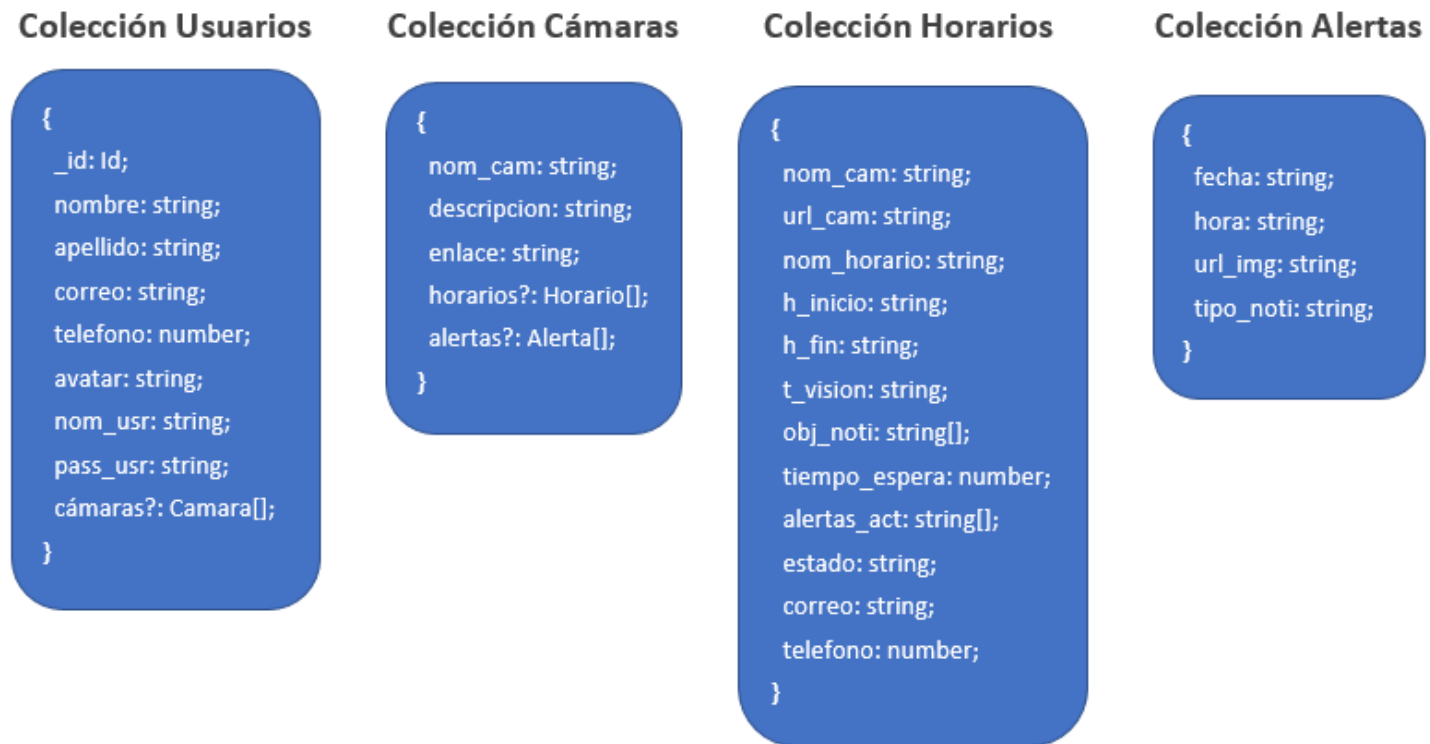 Colección Usuarios
{
_id: Id;
nombre: string;
apellido: string;
correo: string;
telefono: number;
avatar: string;
nom_usr: string;
pass_usr: string;
cámaras?: Camara[];
}
Colección Cámaras
{
nom_cam: string;
descripcion: string;
enlace: string;
horarios?: Horario[];
alertas?: Alerta[];
}
Colección Horarios
{
nom_cam: string;
url_cam: string;
nom_horario: string;
h_inicio: string;
h_fin: string;
t_vision: string;
obj_noti: string[];
tiempo_espera: number;
alertas_act: string[];
estado: string;
correo: string;
telefono: number;
}
Colección Alertas
{
fecha: string;
hora: string;
url_img: string;
tipo_noti: string;
}